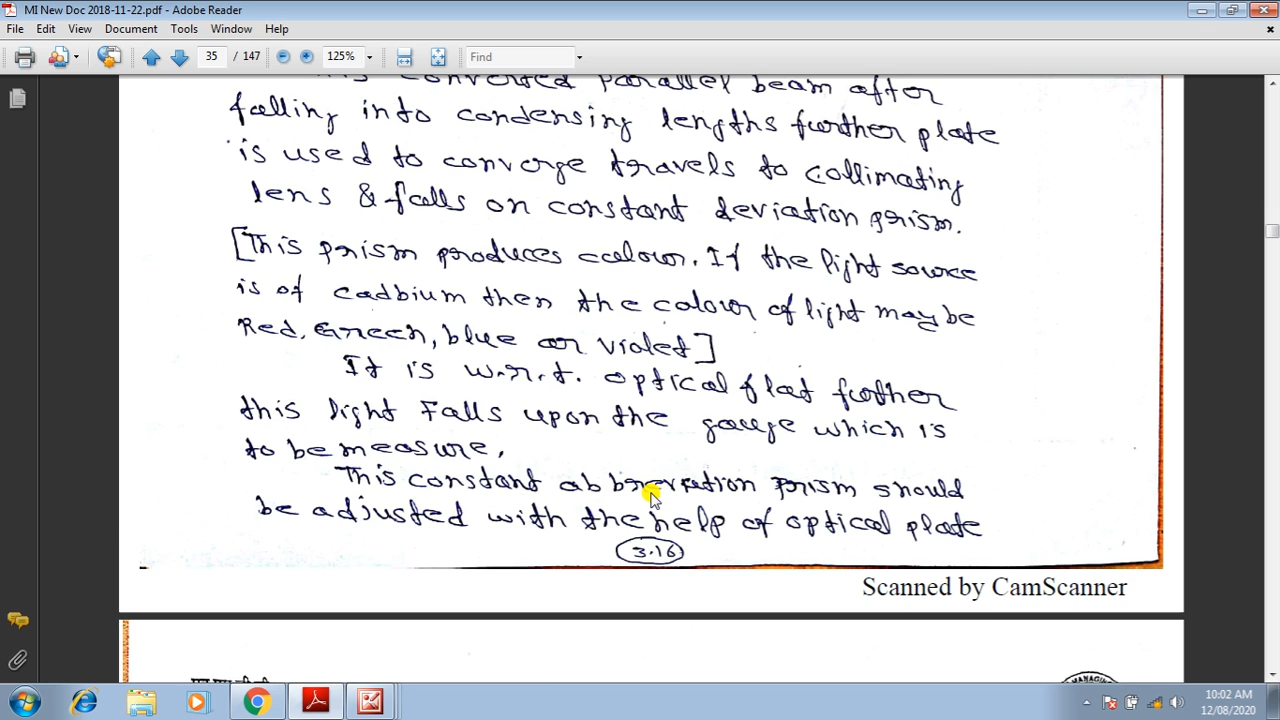 MI New Doc 2018-11-22.pdf - Adobe Reader
File Edit View Document Tools Window Help
35 / 147 125% Find
converted parallel beam after
falling into condensing lengths further plate
is used to converge travels to collimating
lens & falls on constant deviation prism.
[This prism produces colour. If the light source
is of cadbium then the colour of light may be
Red, Green, blue or violet]
It is w.r.t. optical flat further
this light Falls upon the gauge which is
to be measure.
This constant prism should
be adjusted with the help of optical plate
3.16
Scanned by CamScanner
MANAGING
10:02 AM
12/08/2020